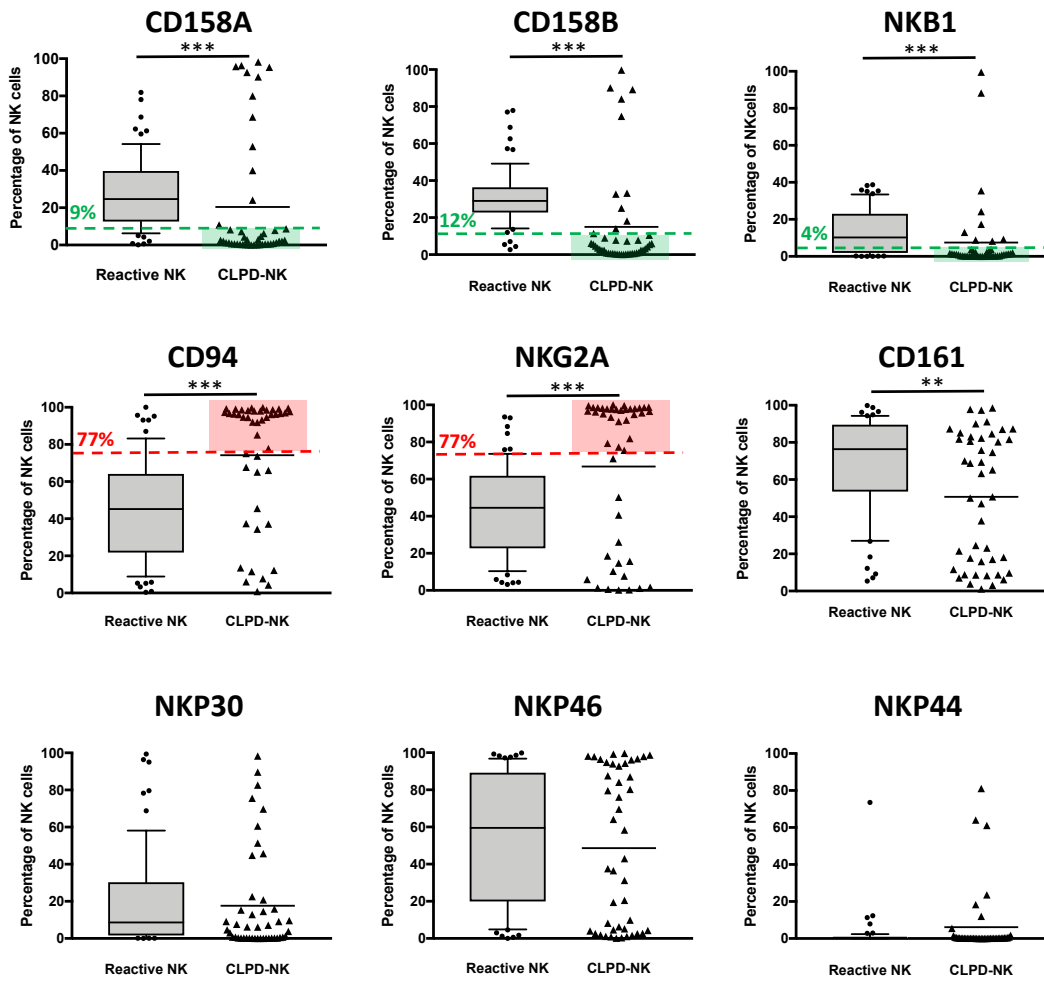 CD158A
***
Percentage of NK cells
100
80
60
40
20
0
9%
Reactive NK
CLPD-NK
CD158B
***
Percentage of NK cells
100
80
60
40
20
0
12%
Reactive NK
CLPD-NK
NKB1
***
Percentage of NKcells
100
80
60
40
20
0
4%
Reactive NK
CLPD-NK
CD94
***
Percentage of NK cells
100
80
60
40
20
0
77%
Reactive NK
CLPD-NK
NKG2A
***
Percentage of NK cells
100
80
60
40
20
0
77%
Reactive NK
CLPD-NK
CD161
**
Percentage of NK cells
100
80
60
40
20
0
Reactive NK
CLPD-NK
NKP30
Percentage of NK cells
100
80
60
40
20
0
Reactive NK
CLPD-NK
NKP46
Percentage of NK cells
100
80
60
40
20
0
Reactive NK
CLPD-NK
NKP44
Percentage of NK cells
100
80
60
40
20
0
Reactive NK
CLPD-NK